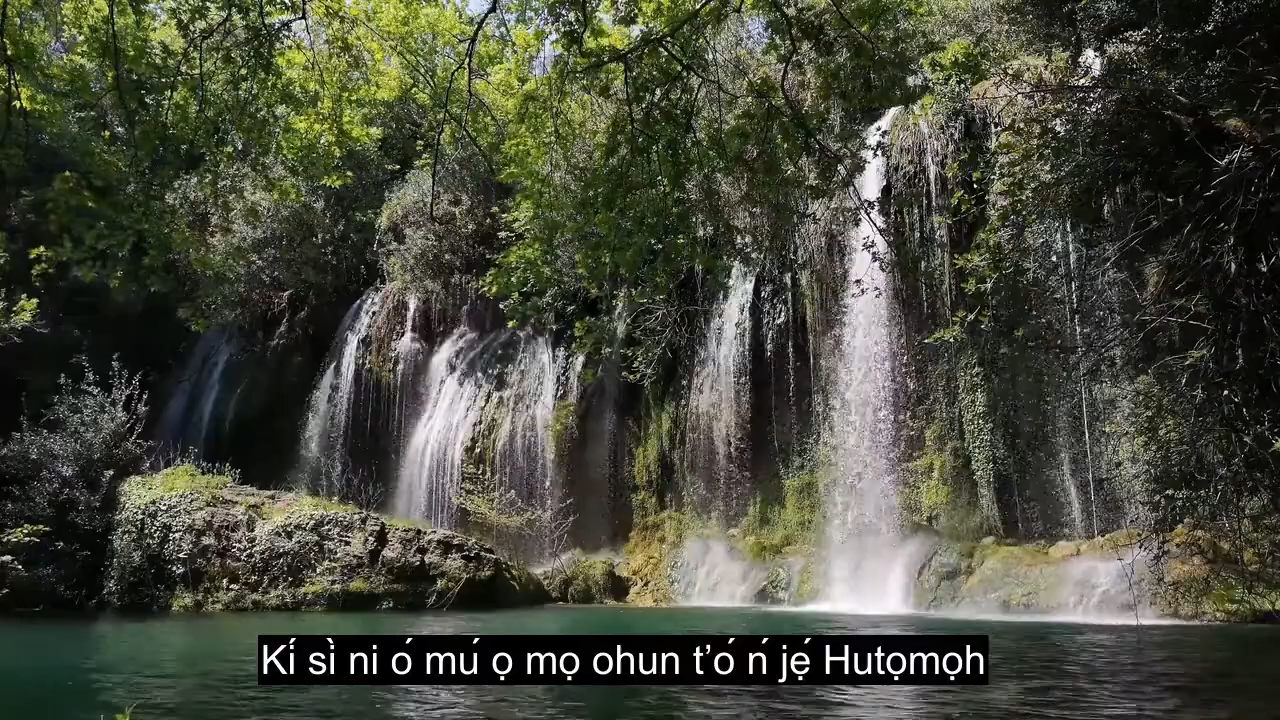 Kí sì ni ó mú ọ mọ ohun t’ó ń jẹ́ Hutọmọh